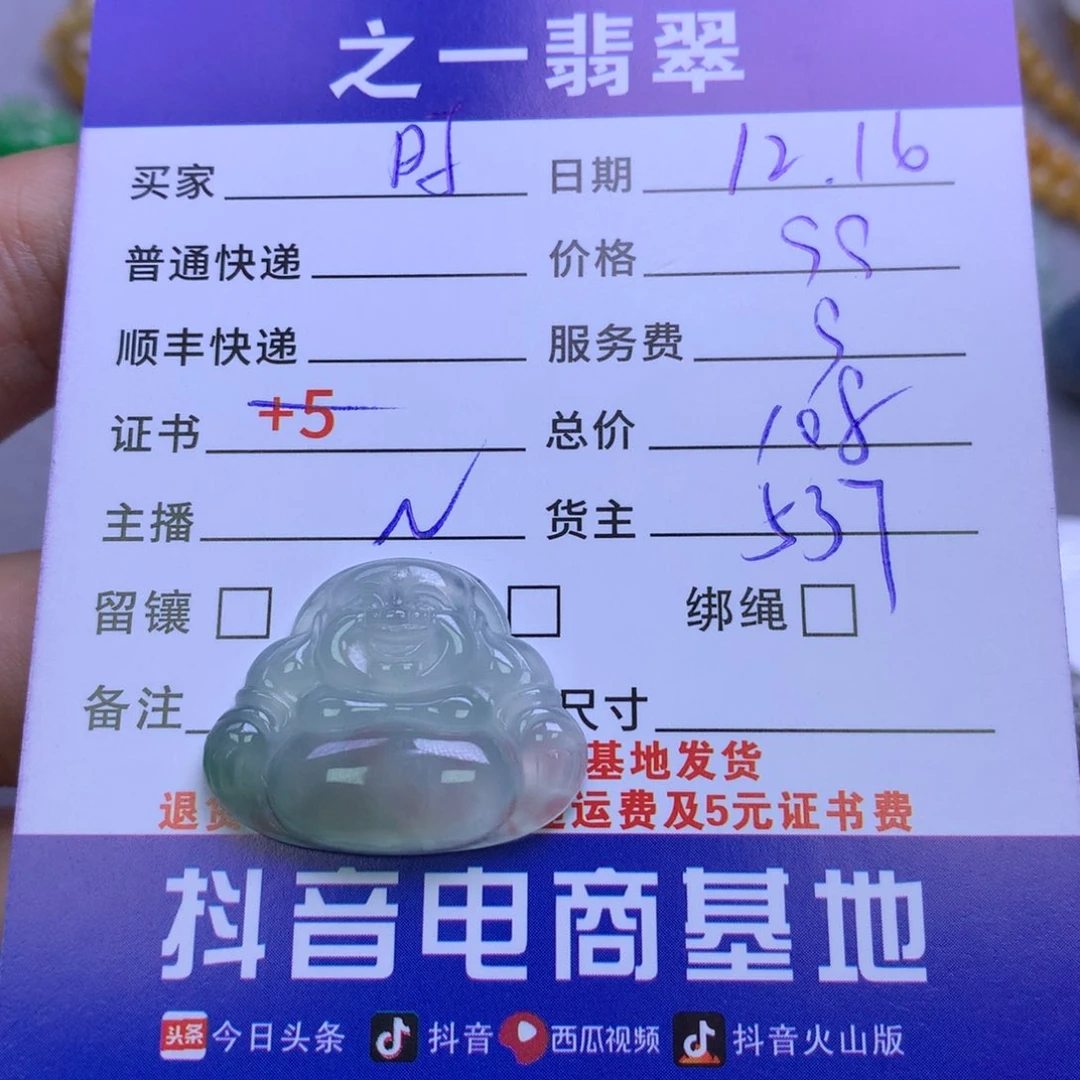 之一翡翠
买家 日期 12.16
普通快递 价格
顺丰快递 服务费
证书 +5 总价 108
主播 N 货主 537
留镶 绑绳
备注 尺寸
基地发货
退 运费及5元证书费
抖音电商基地
头条 今日头条 抖音 西瓜视频 抖音火山版